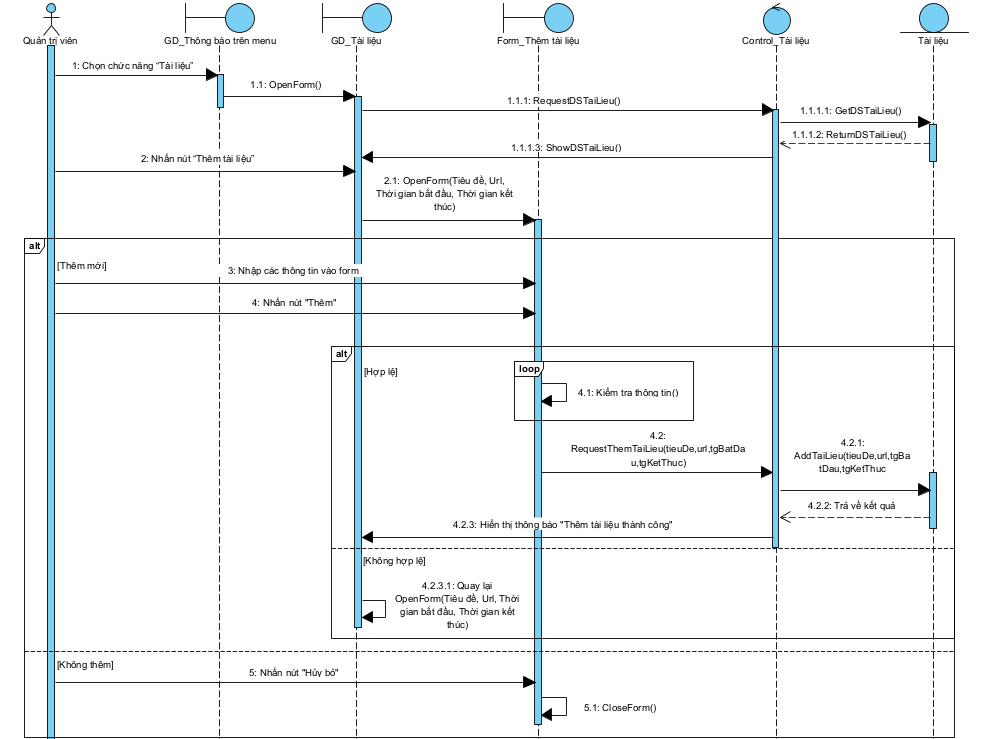 Quản trị viên
GD_Thông báo trên menu
GD_Tài liệu
Form_Thêm tài liệu
Control_Tài liệu
Tài liệu
1: Chọn chức năng "Tài liệu"
1.1: OpenForm()
1.1.1: RequestDSTaiLieu()
1.1.1.1: GetDSTaiLieu()
1.1.1.2: ReturnDSTaiLieu()
1.1.1.3: ShowDSTaiLieu()
2: Nhấn nút "Thêm tài liệu"
2.1: OpenForm(Tiêu đề, Url,
Thời gian bắt đầu, Thời gian kết
thúc)
alt
[Thêm mới]
3: Nhập các thông tin vào form
4: Nhấn nút "Thêm"
alt
[Hợp lệ]
loop
4.1: Kiểm tra thông tin()
4.2:
RequestThemTaiLieu(tieuDe,url,tgBatDa
u,tgKetThuc)
4.2.1:
AddTaiLieu(tieuDe,url,tgBa
tDau,tgKetThuc
4.2.2: Trả về kết quả
4.2.3: Hiển thị thông báo "Thêm tài liệu thành công"
[Không hợp lệ]
4.2.3.1: Quay lại
OpenForm(Tiêu đề, Url, Thời
gian bắt đầu, Thời gian kết
thúc)
[Không thêm]
5: Nhấn nút "Hủy bỏ"
5.1: CloseForm()